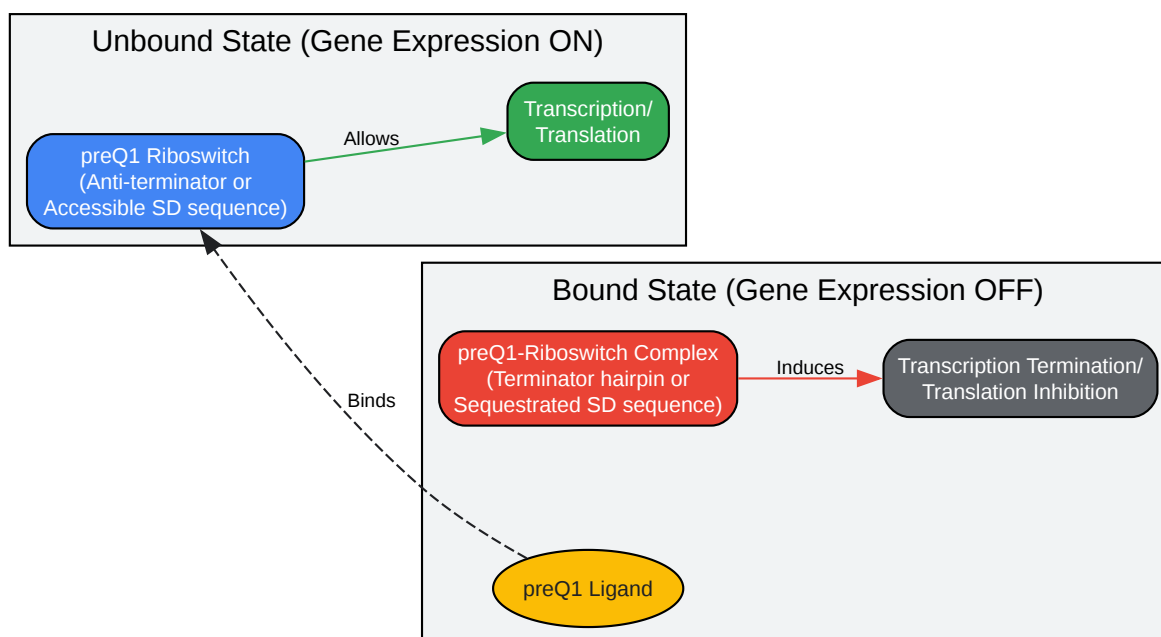 Unbound State (Gene Expression ON)
Transcription/
Translation
Allows
preQ1 Riboswitch
(Anti-terminator or
Accessible SD sequence)
Bound State (Gene Expression OFF)
preQ1-Riboswitch Complex
(Terminator hairpin or
Sequestrated SD sequence)
Induces
Transcription Termination/
Translation Inhibition
Binds
preQ1 Ligand